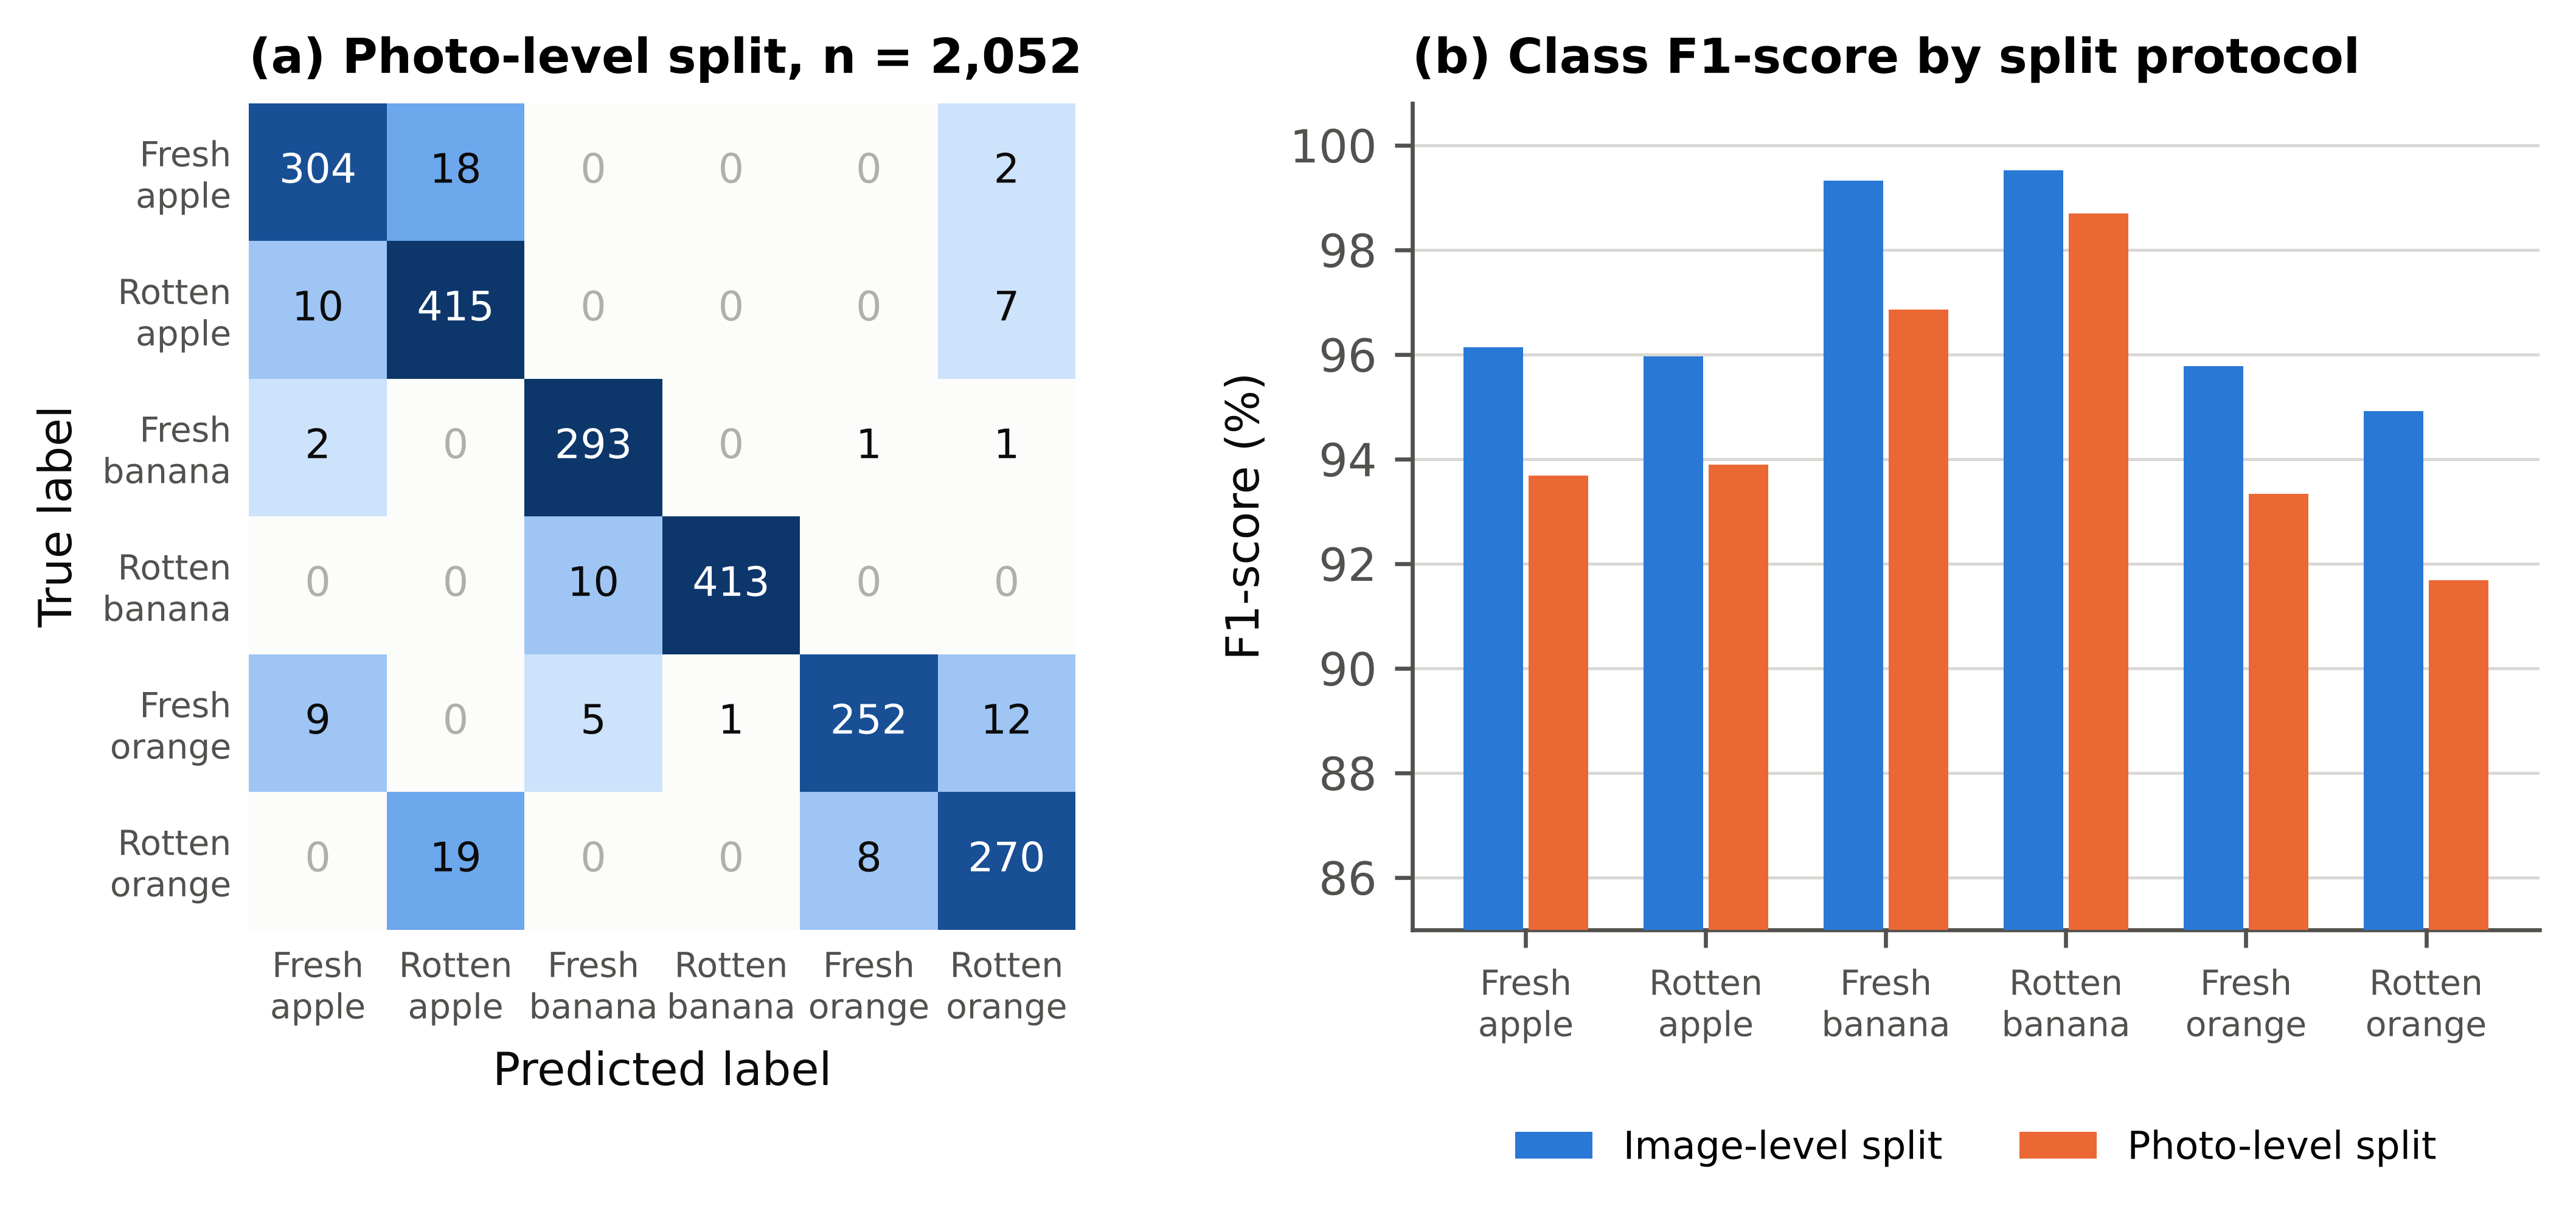 (a) Photo-level split, n = 2,052
True label
Fresh
apple
304 18 0 0 0 2
Rotten
apple
10 415 0 0 0 7
Fresh
banana
2 0 293 0 1 1
Rotten
banana
0 0 10 413 0 0
Fresh
orange
9 0 5 1 252 12
Rotten
orange
0 19 0 0 8 270
Fresh Rotten Fresh Rotten Fresh Rotten
apple apple banana banana orange orange
Predicted label
(b) Class F1-score by split protocol
F1-score (%)
100
98
96
94
92
90
88
86
Fresh Rotten Fresh Rotten Fresh Rotten
apple apple banana banana orange orange
Image-level split Photo-level split